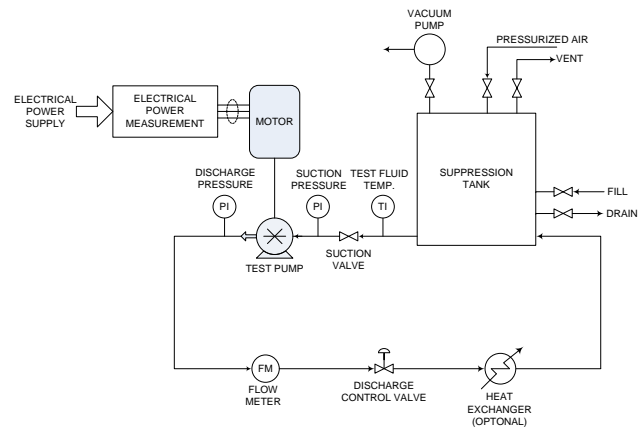 VACUUM
PUMP
PRESSURIZED AIR
VENT
ELECTRICAL
POWER
SUPPLY
ELECTRICAL
POWER
MEASUREMENT
MOTOR
SUPPRESSION
TANK
DISCHARGE
PRESSURE
SUCTION
PRESSURE
TEST FLUID
TEMP.
FILL
DRAIN
PI
PI
TI
SUCTION
VALVE
TEST PUMP
FM
FLOW
METER
DISCHARGE
CONTROL VALVE
HEAT
EXCHANGER
(OPTONAL)